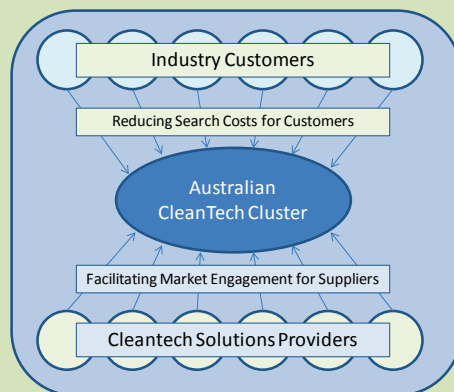 Industry Customers
Reducing Search Costs for Customers
Australian
CleanTech Cluster
Facilitating Market Engagement for Suppliers
Cleantech Solutions Providers